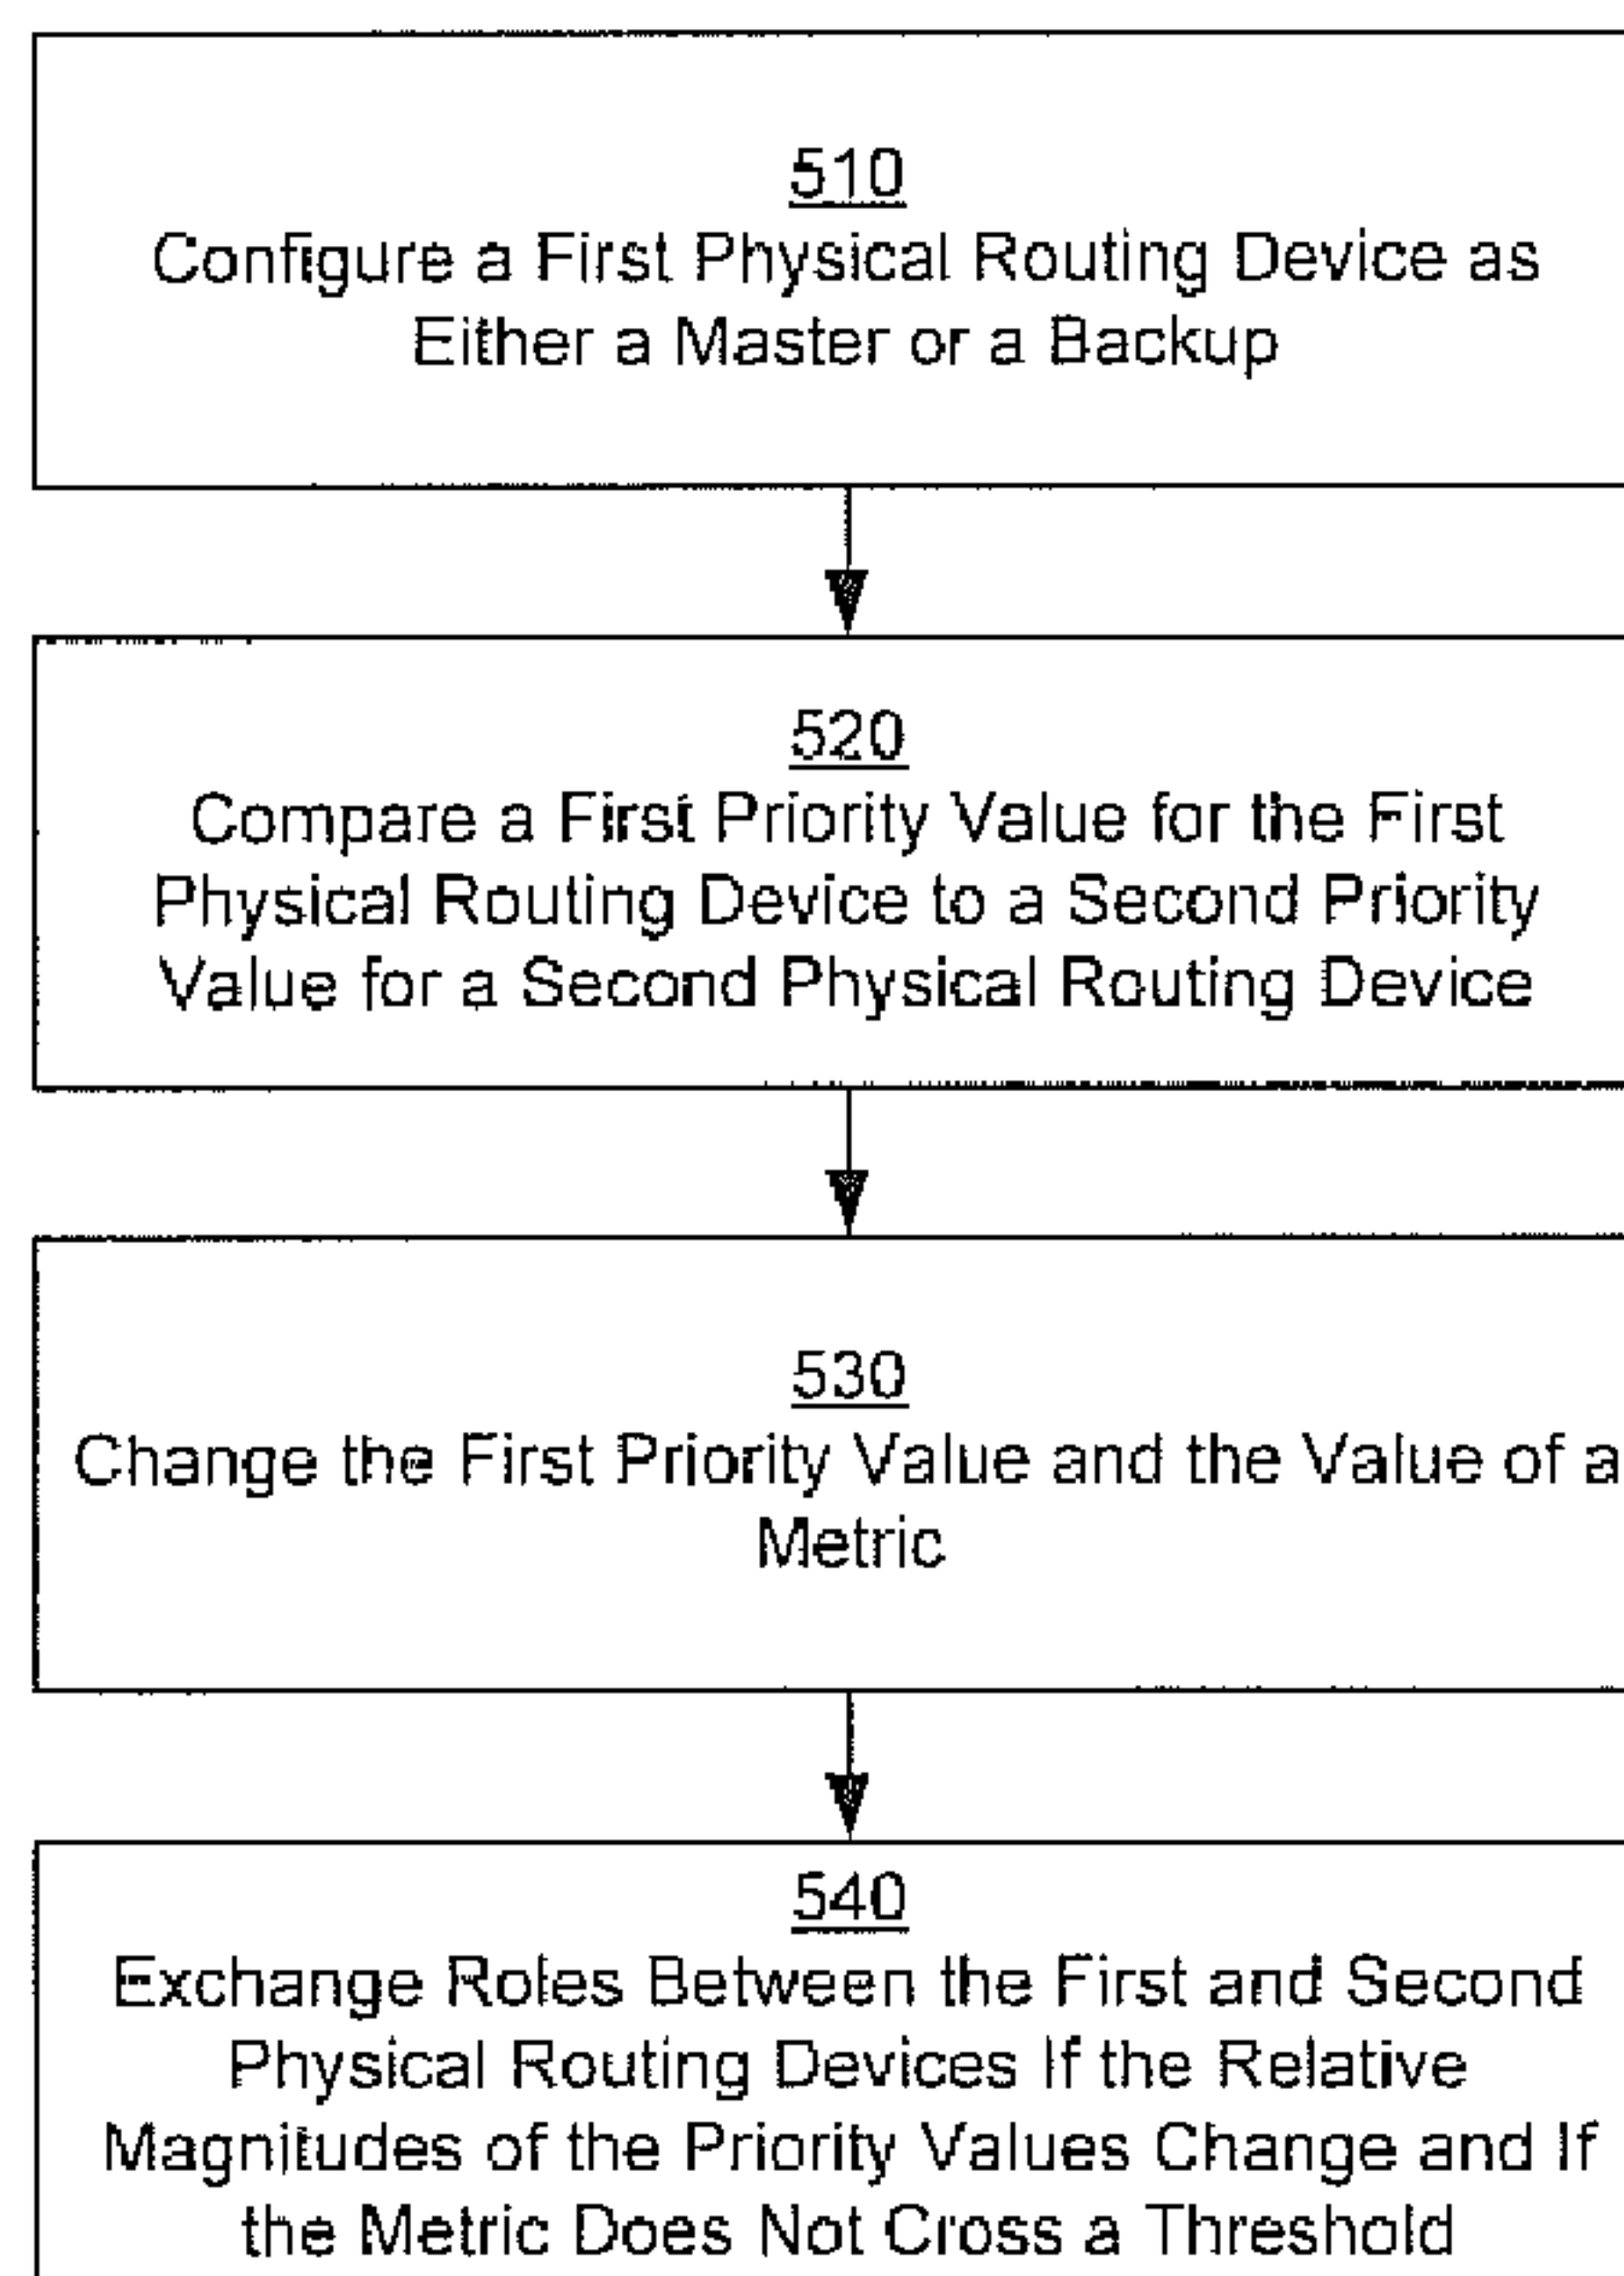 510
Configure a First Physical Routing Device as
Either a Master or a Backup
520
Compare a First Priority Value for the First
Physical Routing Device to a Second Priority
Value for a Second Physical Routing Device
530
Change the First Priority Value and the Value of a
Metric
540
Exchange Roles Between the First and Second
Physical Routing Devices If the Relative
Magnitudes of the Priority Values Change and If
the Metric Does Not Cross a Threshold